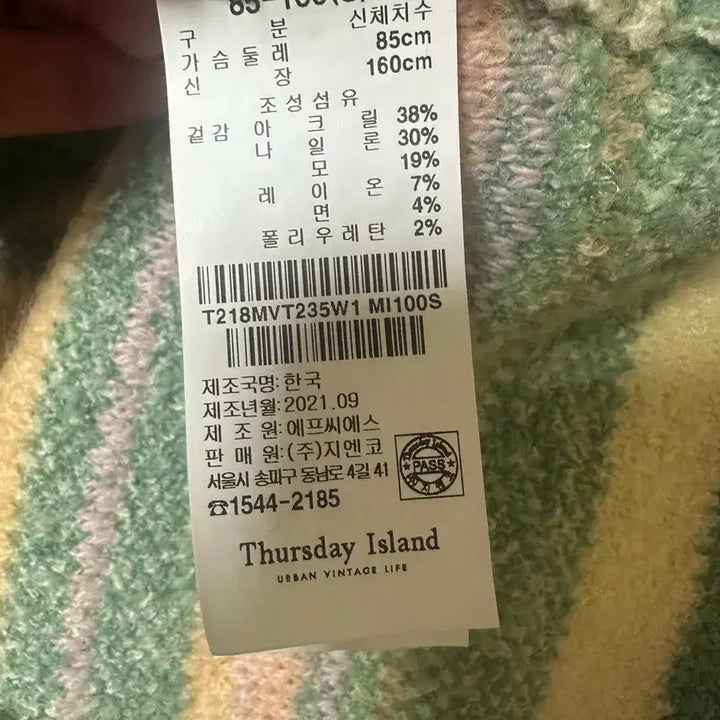 구 분 신체치수
가 슴 둘 레 85cm
신 장 160cm
조성섬유
겉감 아 크 릴 38%
나 일 론 30%
모 19%
레 이 온 7%
면 4%
폴리우레탄 2%
T218MVT235W1 MI100S
제조국명:한국
제조년월:2021.09
제 조 원:에프씨에스
판 매 원:(주)지엔코
서울시 송파구 동남로 4길 41
☎1544-2185
Thursday Island
PASS
Thursday Island
URBAN VINTAGE LIFE